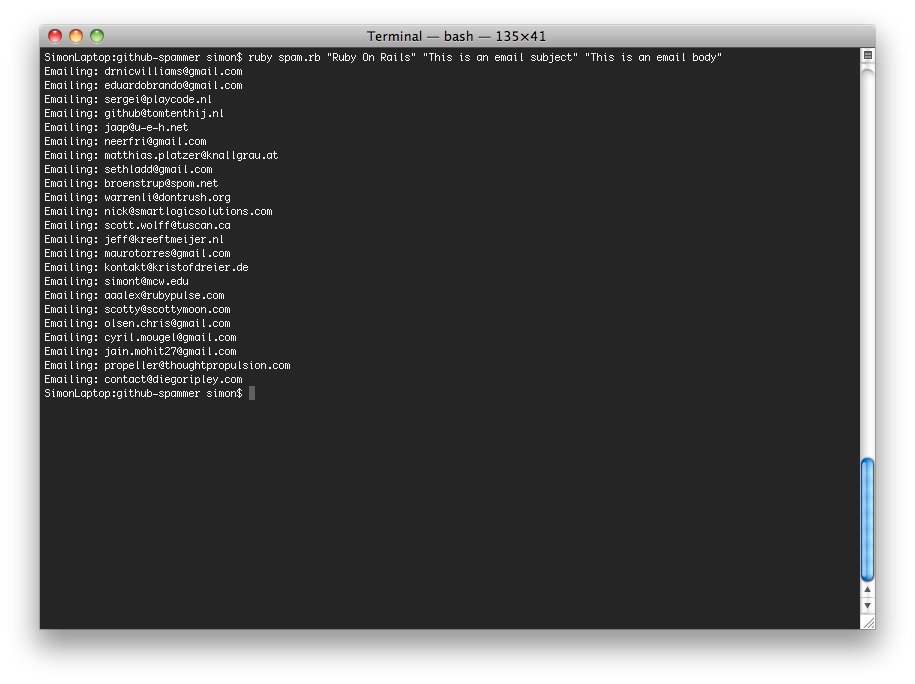 Terminal — bash — 135×41
SimonLaptop:github-spammer simon$ ruby spam.rb "Ruby On Rails" "This is an email subject" "This is an email body"
Emailing: drnicwilliams@gmail.com
Emailing: eduardobrando@gmail.com
Emailing: sergei@playcode.nl
Emailing: github@tomtenthij.nl
Emailing: jaap@u-e-h.net
Emailing: neerfri@gmail.com
Emailing: matthias.platzer@knallgrau.at
Emailing: sethladd@gmail.com
Emailing: broenstrup@spom.net
Emailing: warrenli@dontrush.org
Emailing: nick@smartlogicsolutions.com
Emailing: scott.wolff@tuscan.ca
Emailing: jeff@kreeftmeijer.nl
Emailing: maurotorres@gmail.com
Emailing: kontakt@kristofdreier.de
Emailing: simont@mcw.edu
Emailing: aaalex@rubypulse.com
Emailing: scotty@scottymoon.com
Emailing: olsen.chris@gmail.com
Emailing: cyril.mougel@gmail.com
Emailing: jain.mohit27@gmail.com
Emailing: propeller@thoughtpropulsion.com
Emailing: contact@diegoripley.com
SimonLaptop:github-spammer simon$